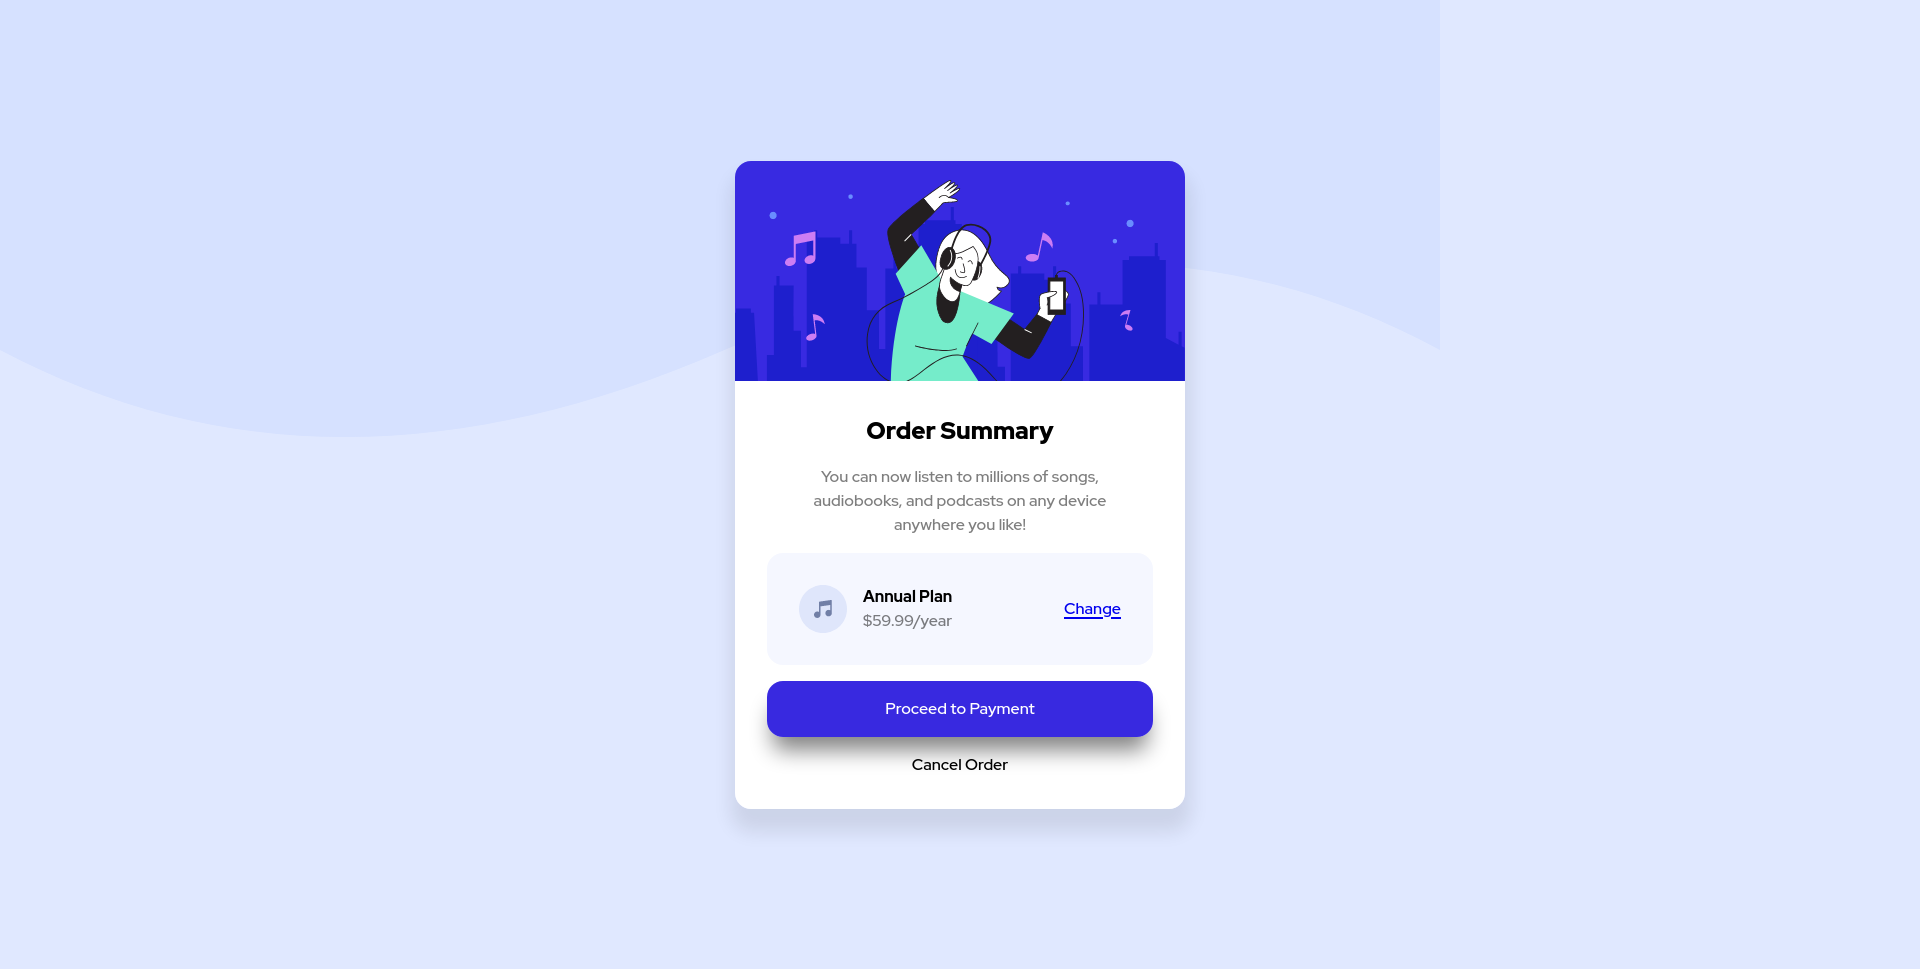 Order Summary
You can now listen to millions of songs,
audiobooks, and podcasts on any device
anywhere you like!
Annual Plan
$59.99/year
Change
Proceed to Payment
Cancel Order